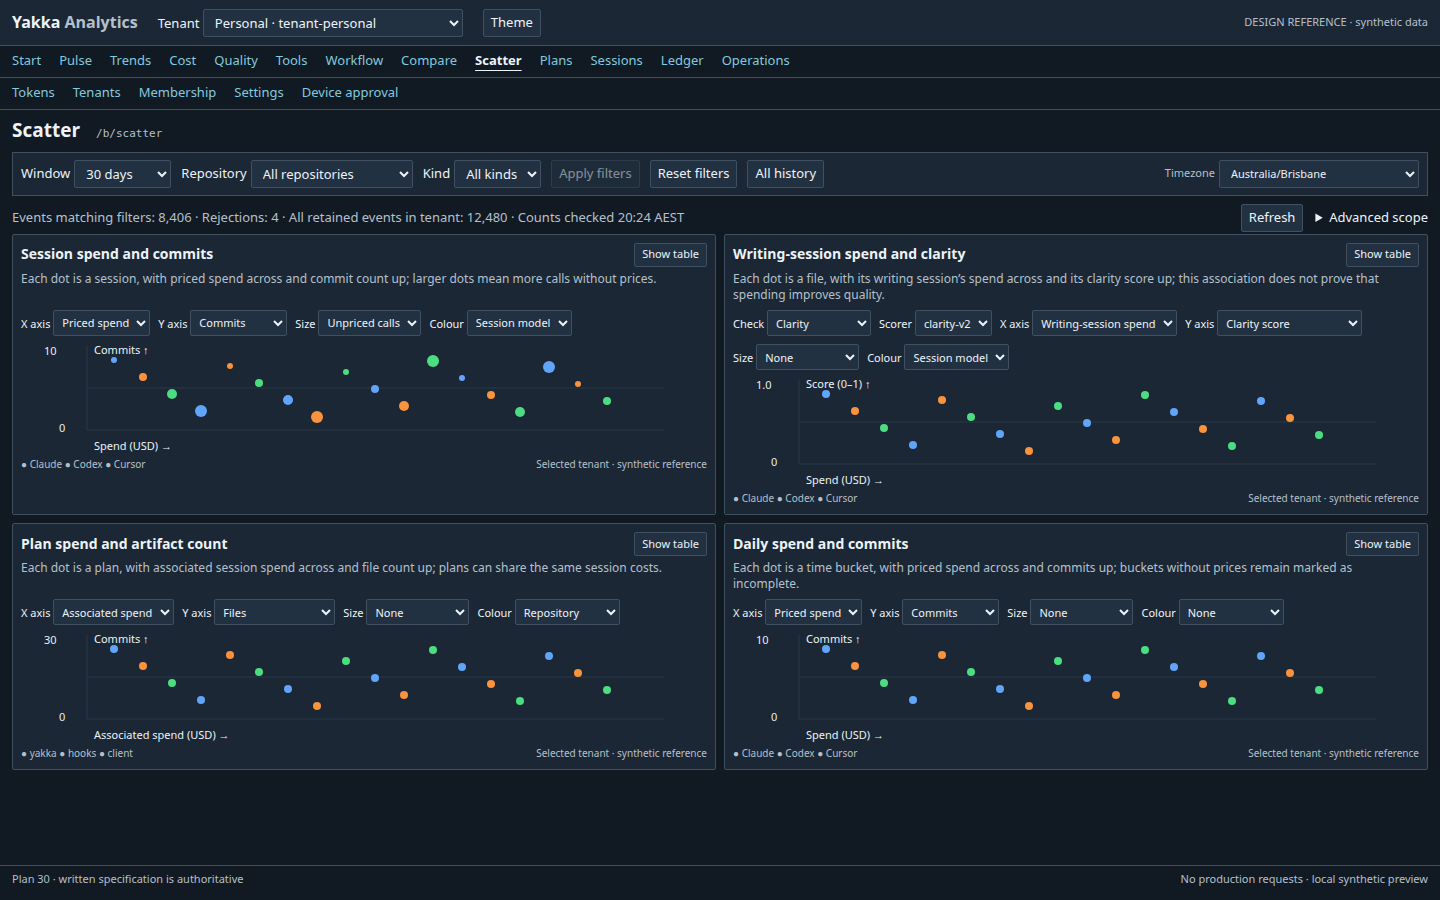 Yakka Analytics Tenant Personal · tenant-personal Theme DESIGN REFERENCE · synthetic data
Start Pulse Trends Cost Quality Tools Workflow Compare Scatter Plans Sessions Ledger Operations
Tokens Tenants Membership Settings Device approval
Scatter /b/scatter
Window 30 days Repository All repositories Kind All kinds Apply filters Reset filters All history Timezone Australia/Brisbane
Events matching filters: 8,406 · Rejections: 4 · All retained events in tenant: 12,480 · Counts checked 20:24 AEST Refresh ▶ Advanced scope
Session spend and commits Show table
Each dot is a session, with priced spend across and commit count up; larger dots mean more calls without prices.
X axis Priced spend Y axis Commits Size Unpriced calls Colour Session model
10 Commits ↑
0
Spend (USD) →
● Claude ● Codex ● Cursor Selected tenant · synthetic reference
Writing-session spend and clarity Show table
Each dot is a file, with its writing session’s spend across and its clarity score up; this association does not prove that
spending improves quality.
Check Clarity Scorer clarity-v2 X axis Writing-session spend Y axis Clarity score
Size None Colour Session model
1.0 Score (0–1) ↑
0
Spend (USD) →
● Claude ● Codex ● Cursor Selected tenant · synthetic reference
Plan spend and artifact count Show table
Each dot is a plan, with associated session spend across and file count up; plans can share the same session costs.
X axis Associated spend Y axis Files Size None Colour Repository
30 Commits ↑
0
Associated spend (USD) →
● yakka ● hooks ● client Selected tenant · synthetic reference
Daily spend and commits Show table
Each dot is a time bucket, with priced spend across and commits up; buckets without prices remain marked as
incomplete.
X axis Priced spend Y axis Commits Size None Colour None
10 Commits ↑
0
Spend (USD) →
● Claude ● Codex ● Cursor Selected tenant · synthetic reference
Plan 30 · written specification is authoritative No production requests · local synthetic preview